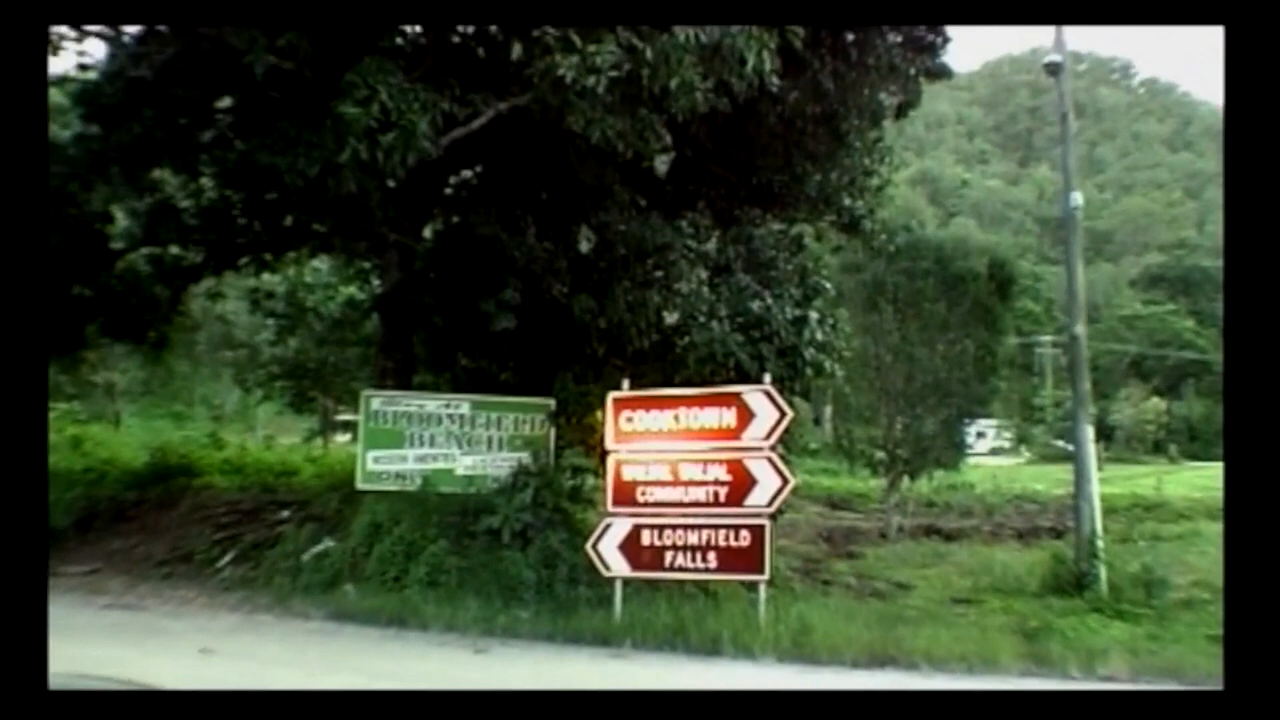 BLOOMFIELD
BEACH
COOKTOWN
WUJAL WUJAL
COMMUNITY
BLOOMFIELD
FALLS